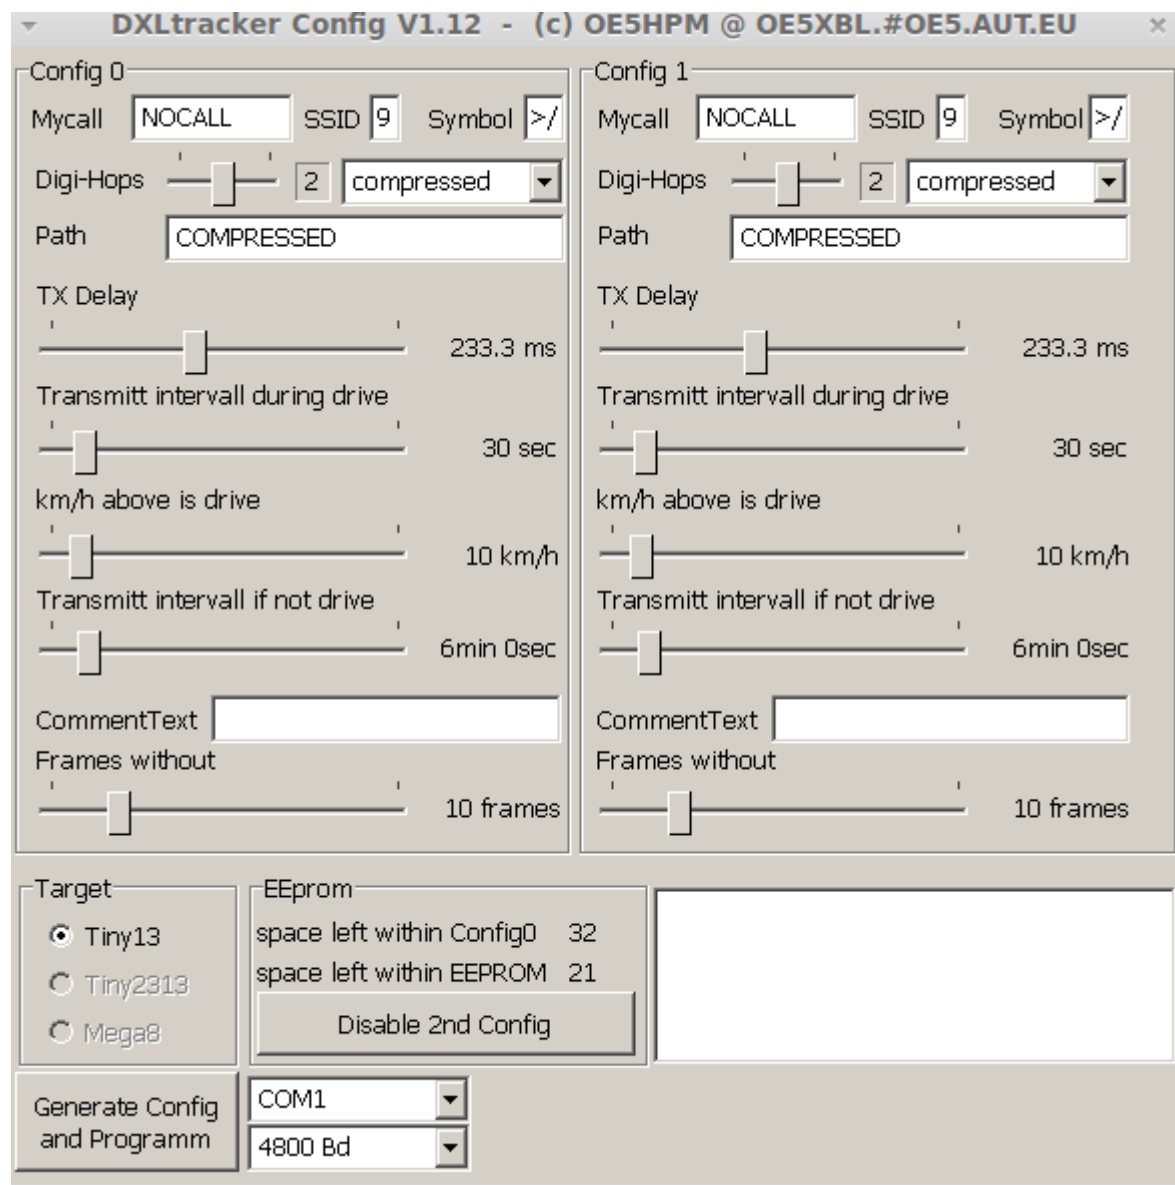 DXLtracker Config V1.12 - (c) OE5HPM @ OE5XBL.#OE5.AUT.EU
Config 0
Mycall NOCALL SSID 9 Symbol >/
Digi-Hops 2 compressed
Path COMPRESSED
TX Delay
233.3 ms
Transmitt intervall during drive
30 sec
km/h above is drive
10 km/h
Transmitt intervall if not drive
6min 0sec
CommentText
Frames without
10 frames
Config 1
Mycall NOCALL SSID 9 Symbol >/
Digi-Hops 2 compressed
Path COMPRESSED
TX Delay
233.3 ms
Transmitt intervall during drive
30 sec
km/h above is drive
10 km/h
Transmitt intervall if not drive
6min 0sec
CommentText
Frames without
10 frames
Target
Tiny13
Tiny2313
Mega8
EEprom
space left within Config0 32
space left within EEPROM 21
Disable 2nd Config
Generate Config
and Programm
COM1
4800 Bd